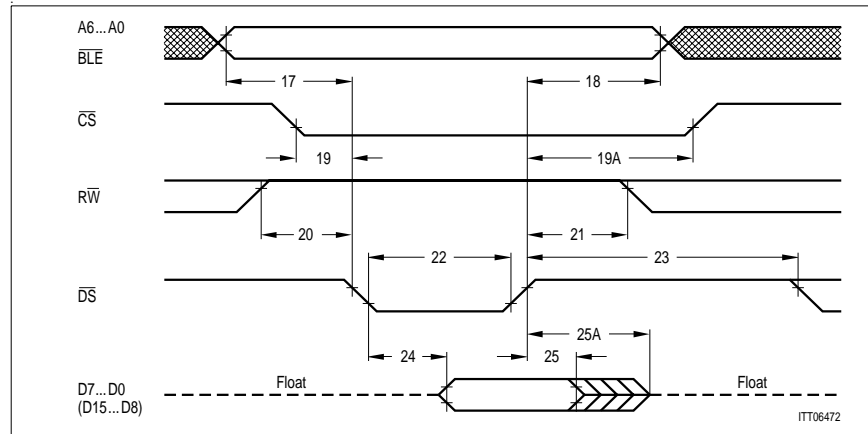 A6...A0
BLE
17
18
CS
19
19A
RW
20
21
22
23
DS
25A
24
25
D7...D0
Float
Float
(D15...D8)
ITT06472